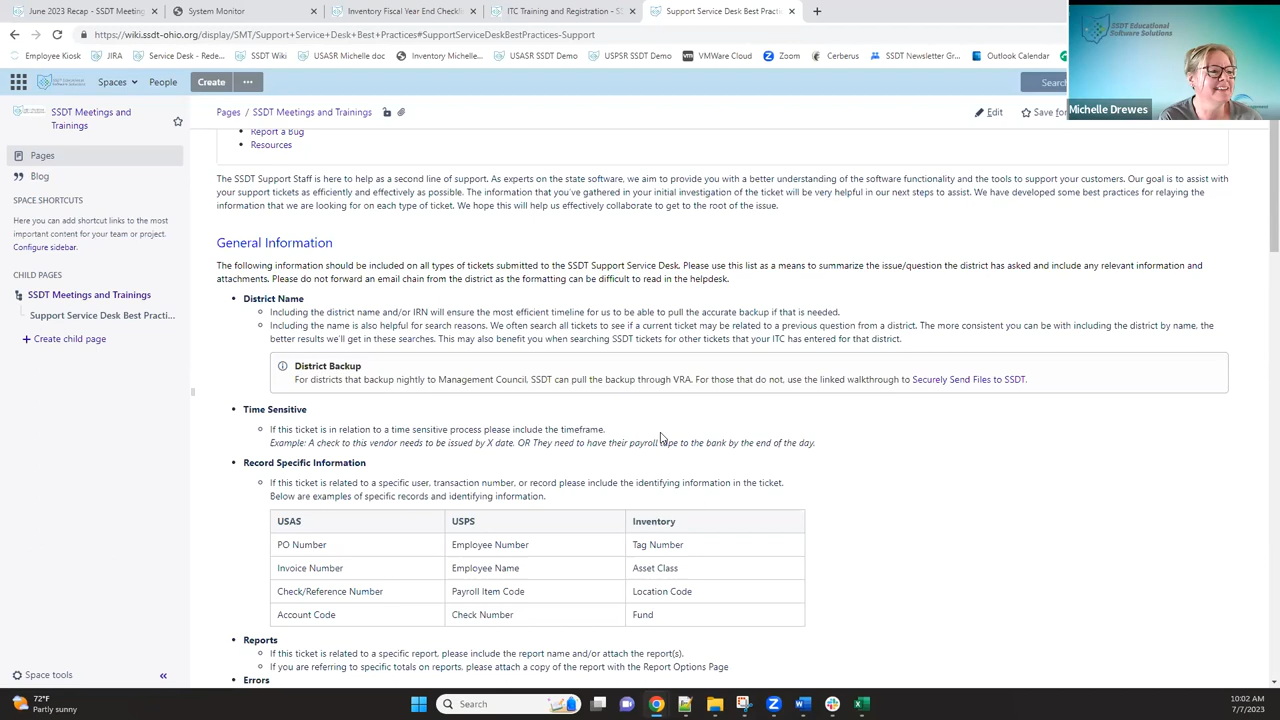 June 2023 Recap - SSDT Meeting
System Monitor
Inventory Fiscal Year End Checkli
ITC Training and Registration - SS
Support Service Desk Best Practi
https://wiki.ssdt-ohio.org/display/SMT/Support+Service+Desk+Best+Practices#SupportServiceDeskBestPractices-Support
Employee Kiosk
JIRA
Service Desk - Rede...
SSDT Wiki
USASR Michelle doc
Inventory Michelle...
USASR SSDT Demo
USPSR SSDT Demo
VMWare Cloud
Zoom
Cerberus
SSDT Newsletter Gr...
Outlook Calendar
SSDT Educational
Software Solutions
Michelle Drewes
Spaces
People
Create
Search
SSDT Meetings and
Trainings
Pages
Blog
SPACE SHORTCUTS
Here you can add shortcut links to the most
important content for your team or project.
Configure sidebar.
CHILD PAGES
SSDT Meetings and Trainings
Support Service Desk Best Practi...
+ Create child page
Space tools
Pages / SSDT Meetings and Trainings
Edit
Save for
Report a Bug
Resources
The SSDT Support Staff is here to help as a second line of support. As experts on the state software, we aim to provide you with a better understanding of the software functionality and the tools to support your customers. Our goal is to assist with
your support tickets as efficiently and effectively as possible. The information that you've gathered in your initial investigation of the ticket will be very helpful in our next steps to assist. We have developed some best practices for relaying the
information that we are looking for on each type of ticket. We hope this will help us effectively collaborate to get to the root of the issue.
General Information
The following information should be included on all types of tickets submitted to the SSDT Support Service Desk. Please use this list as a means to summarize the issue/question the district has asked and include any relevant information and
attachments. Please do not forward an email chain from the district as the formatting can be difficult to read in the helpdesk.
District Name
Including the district name and/or IRN will ensure the most efficient timeline for us to be able to pull the accurate backup if that is needed.
Including the name is also helpful for search reasons. We often search all tickets to see if a current ticket may be related to a previous question from a district. The more consistent you can be with including the district by name, the
better results we'll get in these searches. This may also benefit you when searching SSDT tickets for other tickets that your ITC has entered for that district.
District Backup
For districts that backup nightly to Management Council, SSDT can pull the backup through VRA. For those that do not, use the linked walkthrough to Securely Send Files to SSDT.
Time Sensitive
If this ticket is in relation to a time sensitive process please include the timeframe.
Example: A check to this vendor needs to be issued by X date. OR They need to have their payroll tape to the bank by the end of the day.
Record Specific Information
If this ticket is related to a specific user, transaction number, or record please include the identifying information in the ticket.
Below are examples of specific records and identifying information.
USAS USPS Inventory
PO Number Employee Number Tag Number
Invoice Number Employee Name Asset Class
Check/Reference Number Payroll Item Code Location Code
Account Code Check Number Fund
Reports
If this ticket is related to a specific report, please include the report name and/or attach the report(s).
If you are referring to specific totals on reports, please attach a copy of the report with the Report Options Page
Errors
72°F
Partly sunny
Search
10:02 AM
7/7/2023